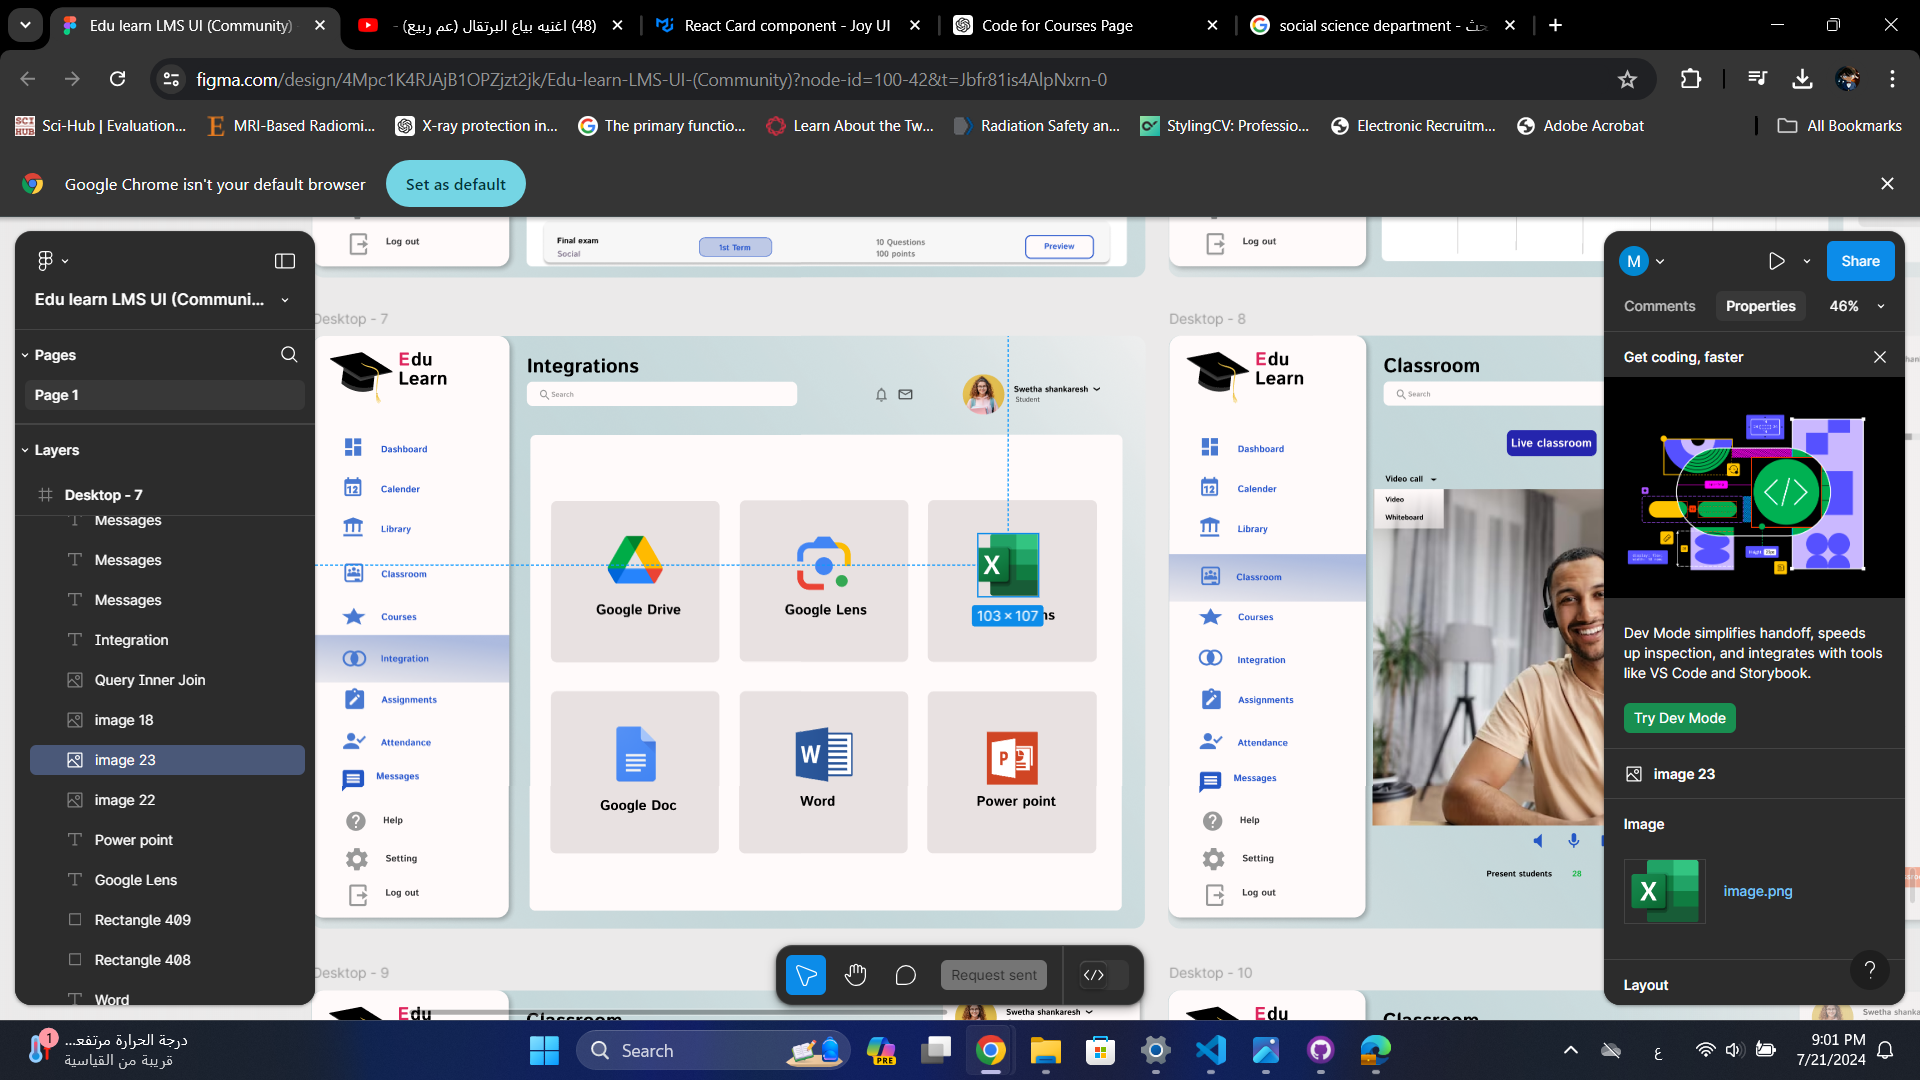 Edu learn LMS UI (Community)
(48) اغنيه بياع البرتقال (عم ربيع) -
React Card component - Joy UI
Code for Courses Page
social science department - بحث
figma.com/design/4Mpc1K4RJAjB1OPZjzt2jk/Edu-learn-LMS-UI-(Community)?node-id=100-42&t=Jbfr81is4AlpNxrn-0
Sci-Hub | Evaluation...
MRI-Based Radiomi...
X-ray protection in...
The primary functio...
Learn About the Tw...
Radiation Safety an...
StylingCV: Professio...
Electronic Recruitm...
Adobe Acrobat
All Bookmarks
Google Chrome isn't your default browser
Set as default
Edu learn LMS UI (Communi...
Pages
Page 1
Layers
Desktop - 7
Messages
Messages
Messages
Integration
Query Inner Join
image 18
image 23
image 22
Power point
Google Lens
Rectangle 409
Rectangle 408
Word
Log out
Final exam
Social
1st Term
10 Questions
100 points
Preview
Log out
Desktop - 7
Edu
Learn
Integrations
Search
Swetha shankaresh
Student
Dashboard
Calender
Library
Classroom
Courses
Integration
Assignments
Attendance
Messages
Help
Setting
Log out
Google Drive
Google Lens
103 × 107
ns
Google Doc
Word
Power point
Desktop - 8
Edu
Learn
Classroom
Search
Live classroom
Video call
Video
Whiteboard
Dashboard
Calender
Library
Classroom
Courses
Integration
Assignments
Attendance
Messages
Help
Setting
Log out
Present students
28
Desktop - 9
Edu
Classroom
Swetha shankaresh
Desktop - 10
Edu
Classroom
Swetha shankaresh
Request sent
M
Share
Comments
Properties
46%
Get coding, faster
Dev Mode simplifies handoff, speeds
up inspection, and integrates with tools
like VS Code and Storybook.
Try Dev Mode
image 23
Image
image.png
Layout
?
1
درجة الحرارة مرتفعـ...
قريبة من القياسية
Search
PRE
ع
9:01 PM
7/21/2024